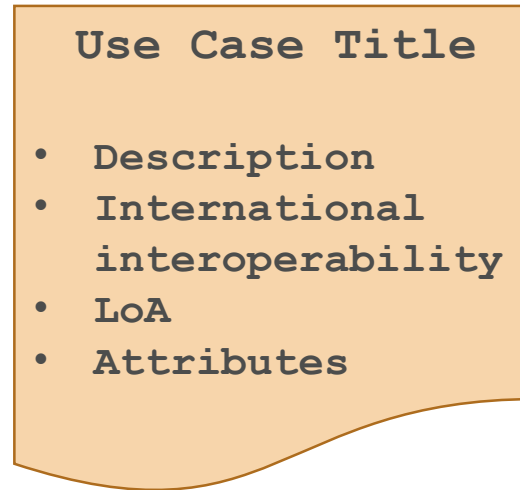 Use Case Title
• Description
• International
interoperability
• LoA
• Attributes